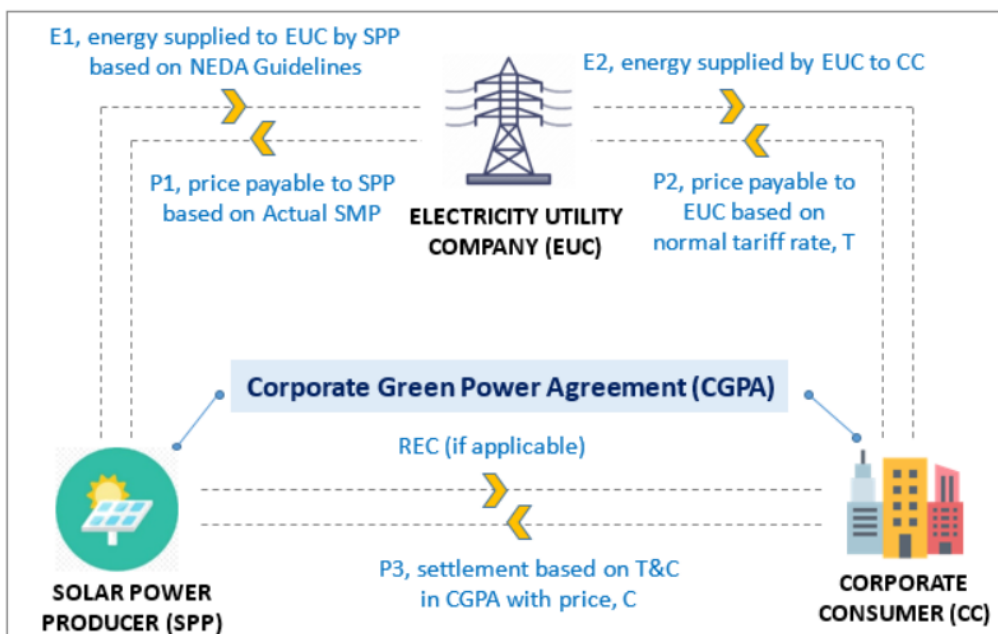 E1, energy supplied to EUC by SPP
based on NEDA Guidelines
E2, energy supplied by EUC to CC
P1, price payable to SPP
based on Actual SMP
P2, price payable to
EUC based on
normal tariff rate, T
ELECTRICITY UTILITY
COMPANY (EUC)
Corporate Green Power Agreement (CGPA)
REC (if applicable)
P3, settlement based on T&C
in CGPA with price, C
SOLAR POWER
PRODUCER (SPP)
CORPORATE
CONSUMER (CC)